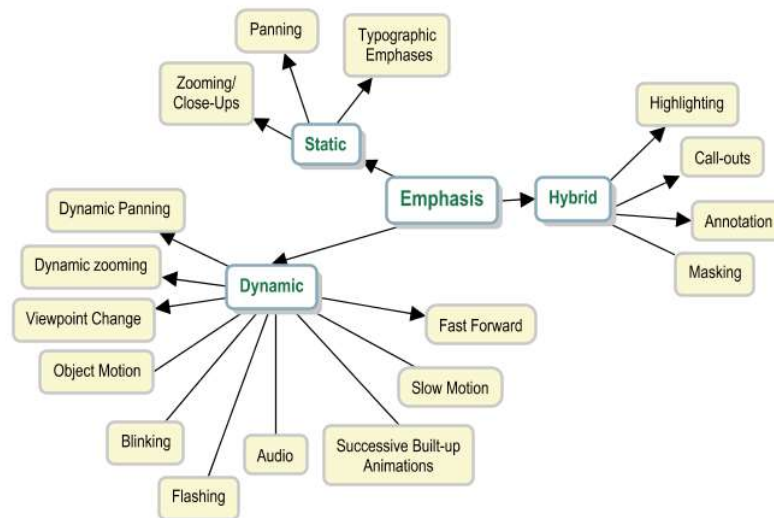 Panning
Typographic
Emphases
Zooming/
Close-Ups
Static
Highlighting
Call-outs
Emphasis
Hybrid
Annotation
Masking
Dynamic Panning
Dynamic zooming
Dynamic
Viewpoint Change
Fast Forward
Object Motion
Slow Motion
Blinking
Audio
Successive Built-up
Animations
Flashing